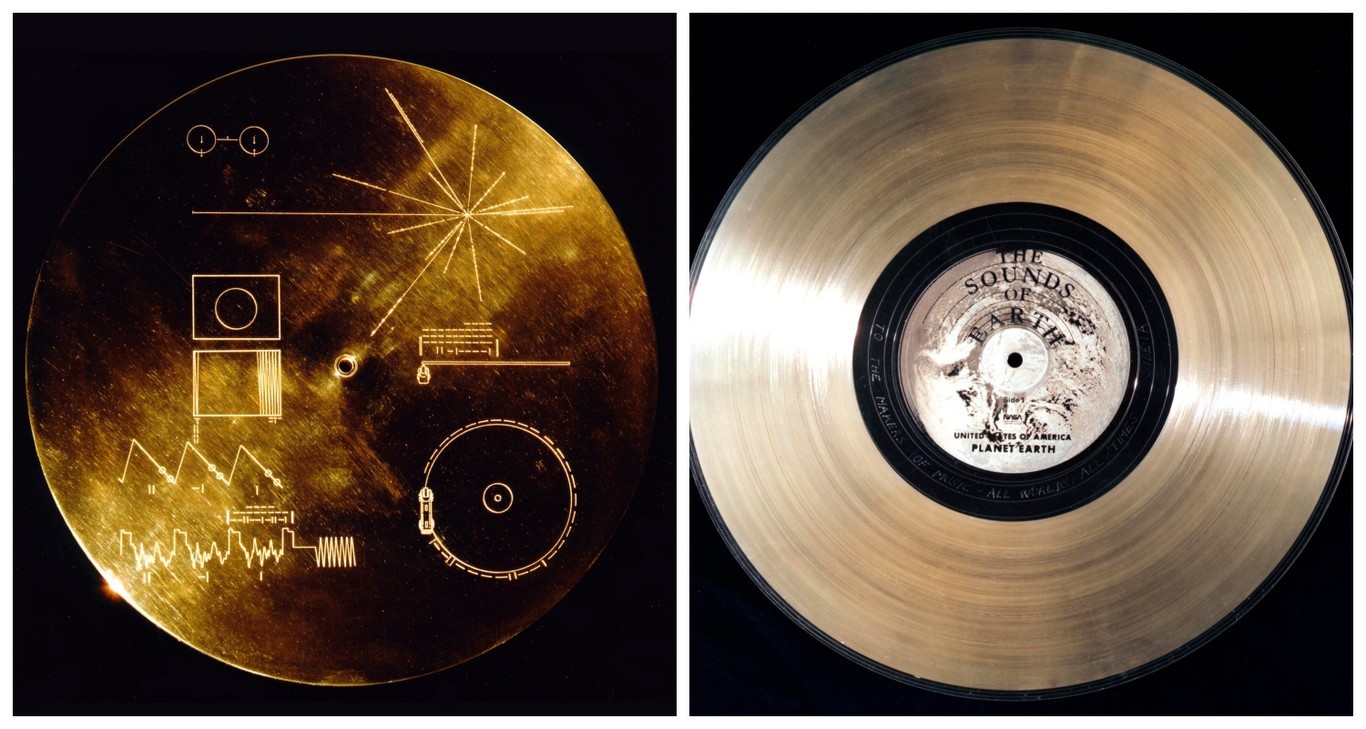 THE
SOUNDS
OF
EARTH
Side 1
NASA
UNITED STATES OF AMERICA
PLANET EARTH
TO THE MAKERS OF MUSIC - ALL WORLDS, ALL TIMES